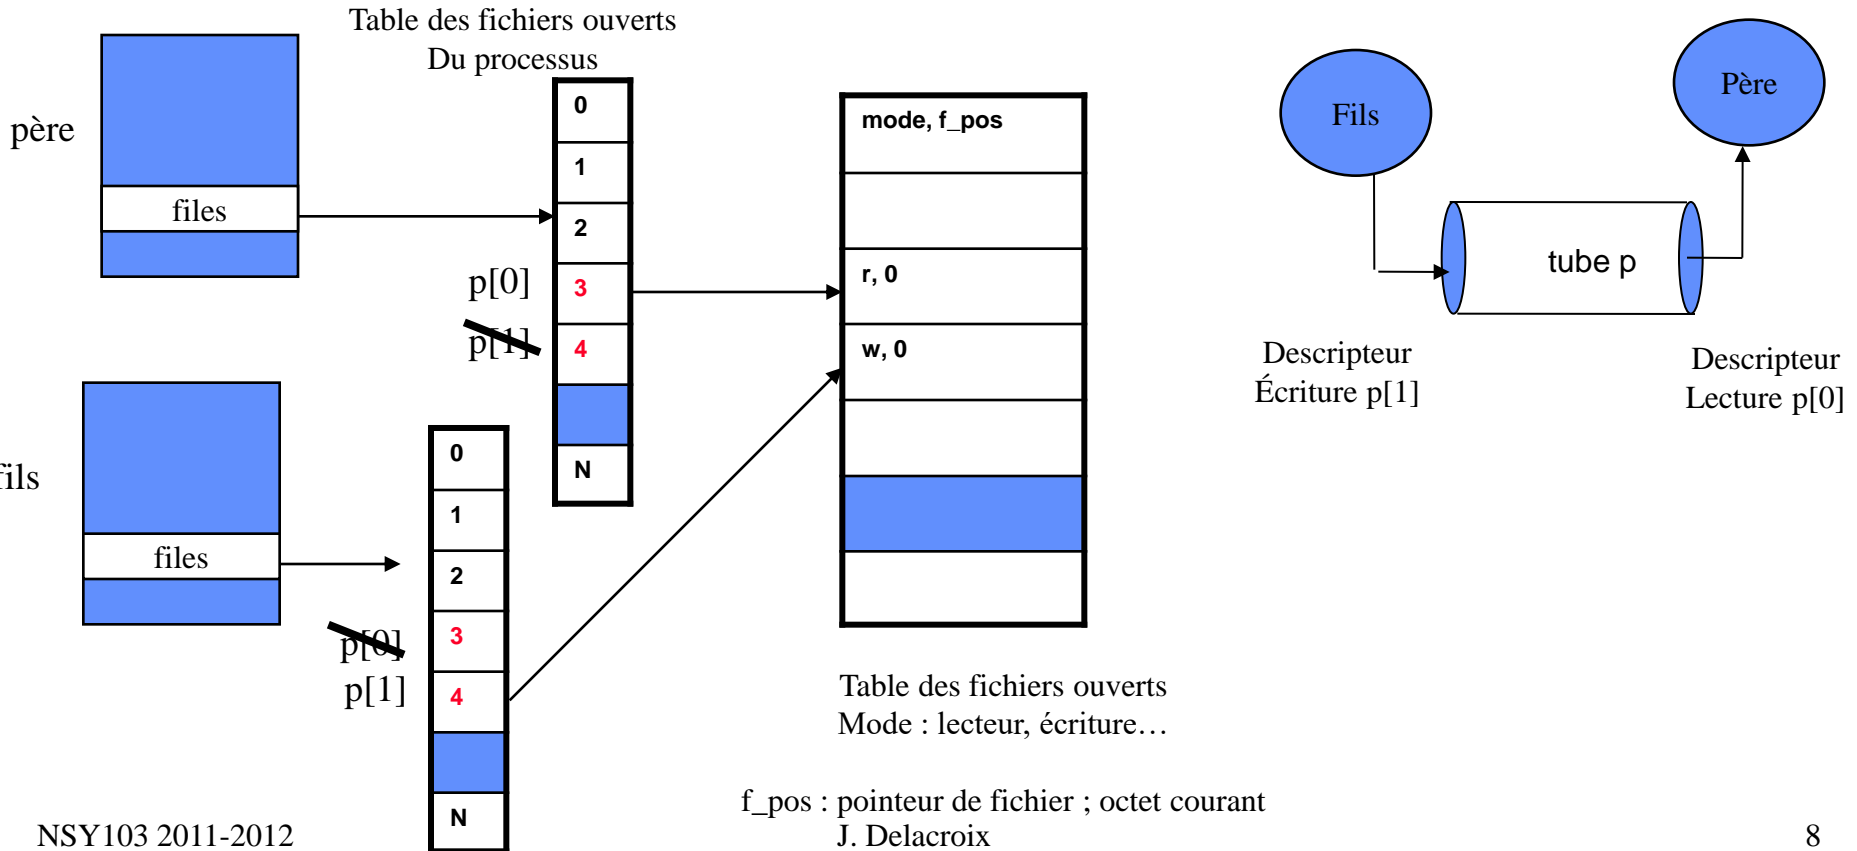 Table des fichiers ouverts
Du processus
père
files
0
1
2
p[0]
3
p[1]
4
N
mode, f_pos
r, 0
w, 0
Fils
Père
tube p
Descripteur
Écriture p[1]
Descripteur
Lecture p[0]
fils
files
0
1
2
p[0]
3
p[1]
4
N
Table des fichiers ouverts
Mode : lecteur, écriture…
f_pos : pointeur de fichier ; octet courant
NSY103 2011-2012
J. Delacroix
8